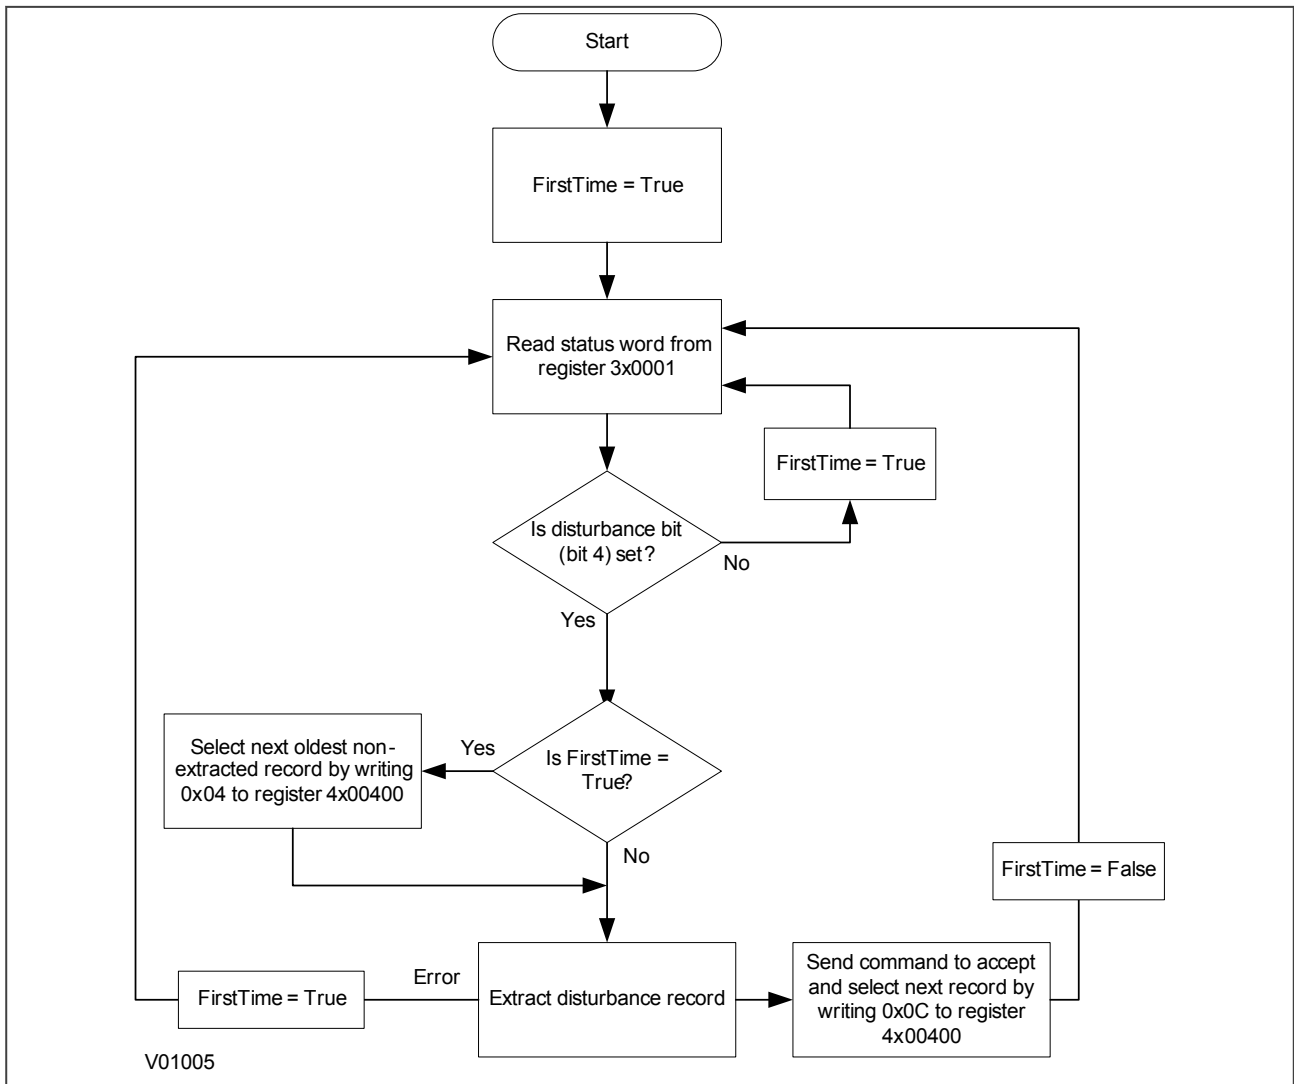 Start
FirstTime = True
Read status word from
register 3x0001
FirstTime = True
Is disturbance bit
(bit 4) set?
No
Yes
Select next oldest non-
extracted record by writing
0x04 to register 4x00400
Yes
Is FirstTime =
True?
No
FirstTime = False
Error
FirstTime = True
Extract disturbance record
Send command to accept
and select next record by
writing 0x0C to register
4x00400
V01005